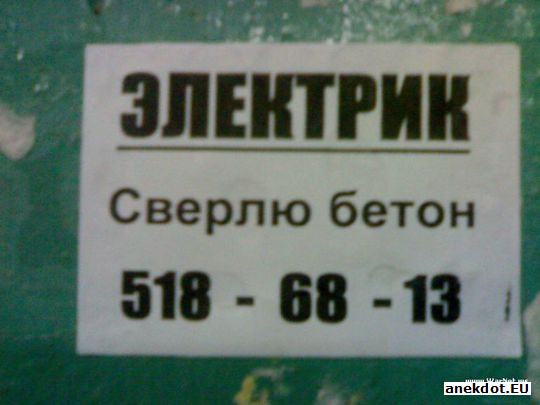 ЭЛЕКТРИК
Сверлю бетон
518 - 68 - 13
anekdot.EU